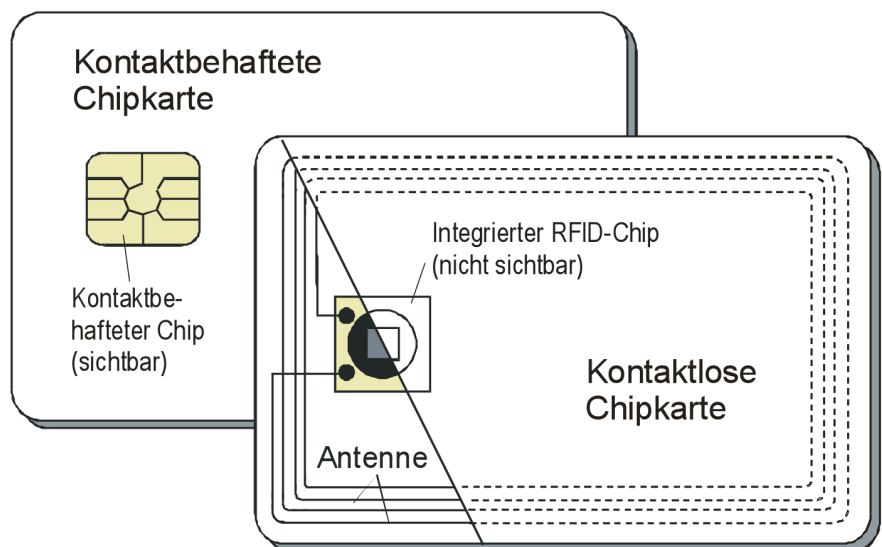 Kontaktbehaftete
Chipkarte
Kontaktbe-
hafteter Chip
(sichtbar)
Integrierter RFID-Chip
(nicht sichtbar)
Kontaktlose
Chipkarte
Antenne